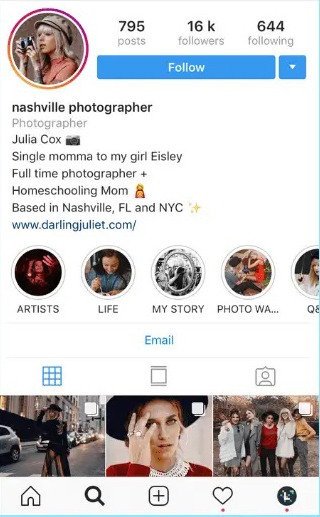 795
16 k
644
posts
followers
following
Follow
nashville photographer
Photographer
Julia Cox 📷
Single momma to my girl Eisley
Full time photographer +
Homeschooling Mom 👩‍👧
Based in Nashville, FL and NYC ✨
www.darlingjuliet.com/
ARTISTS
LIFE
MY STORY
PHOTO WA...
Q&
Email